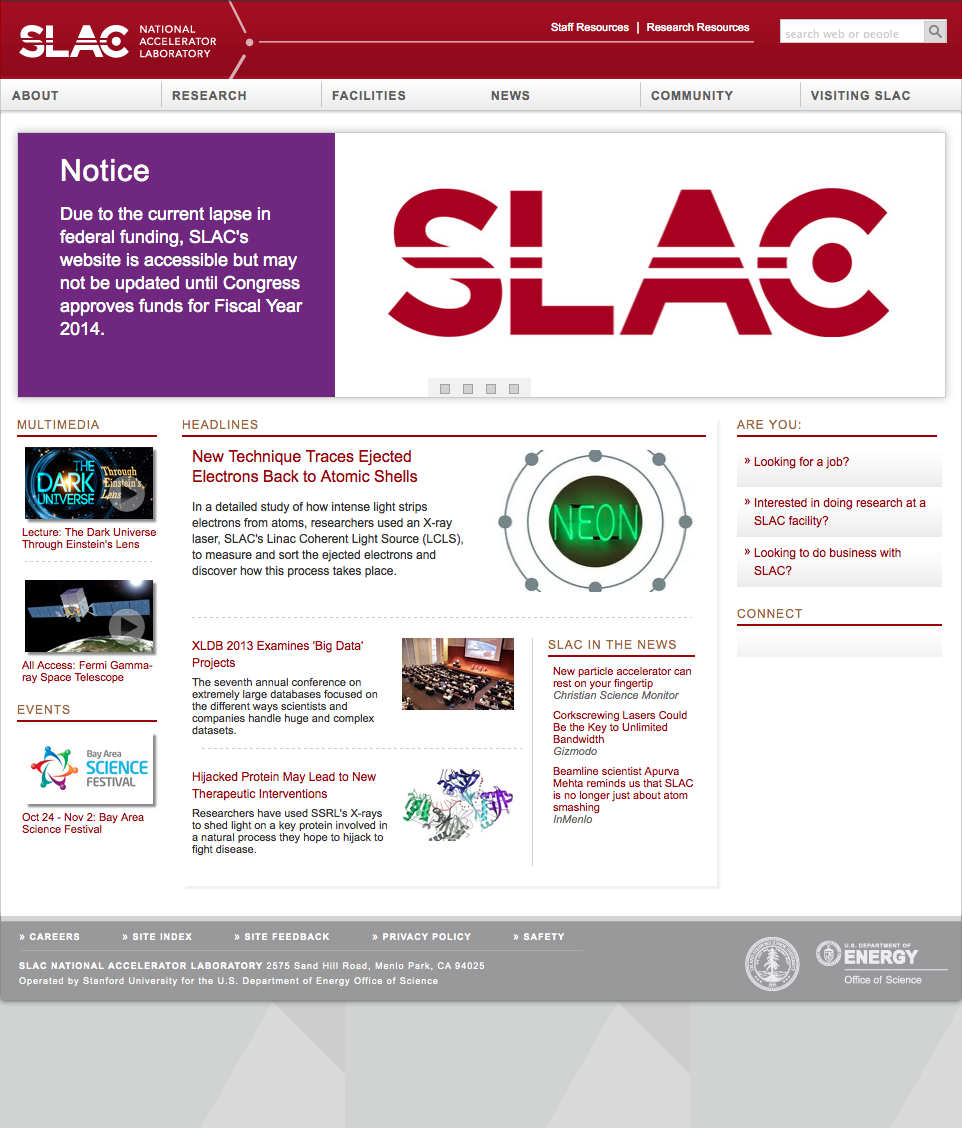 SLAC
NATIONAL
ACCELERATOR
LABORATORY
Staff Resources | Research Resources
search web or people
ABOUT
RESEARCH
FACILITIES
NEWS
COMMUNITY
VISITING SLAC
Notice
Due to the current lapse in
federal funding, SLAC's
website is accessible but may
not be updated until Congress
approves funds for Fiscal Year
2014.
SLAC
MULTIMEDIA
THE
DARK
UNIVERSE
Through
Einstein's
Lens
Lecture: The Dark Universe
Through Einstein's Lens
All Access: Fermi Gamma-
ray Space Telescope
EVENTS
Bay Area
SCIENCE
FESTIVAL
Oct 24 - Nov 2: Bay Area
Science Festival
HEADLINES
New Technique Traces Ejected
Electrons Back to Atomic Shells
In a detailed study of how intense light strips
electrons from atoms, researchers used an X-ray
laser, SLAC's Linac Coherent Light Source (LCLS),
to measure and sort the ejected electrons and
discover how this process takes place.
NEON
XLDB 2013 Examines 'Big Data'
Projects
The seventh annual conference on
extremely large databases focused on
the different ways scientists and
companies handle huge and complex
datasets.
Hijacked Protein May Lead to New
Therapeutic Interventions
Researchers have used SSRL's X-rays
to shed light on a key protein involved in
a natural process they hope to hijack to
fight disease.
SLAC IN THE NEWS
New particle accelerator can
rest on your fingertip
Christian Science Monitor
Corkscrewing Lasers Could
Be the Key to Unlimited
Bandwidth
Gizmodo
Beamline scientist Apurva
Mehta reminds us that SLAC
is no longer just about atom
smashing
InMenlo
ARE YOU:
» Looking for a job?
» Interested in doing research at a
SLAC facility?
» Looking to do business with
SLAC?
CONNECT
» CAREERS
» SITE INDEX
» SITE FEEDBACK
» PRIVACY POLICY
» SAFETY
SLAC NATIONAL ACCELERATOR LABORATORY 2575 Sand Hill Road, Menlo Park, CA 94025
Operated by Stanford University for the U.S. Department of Energy Office of Science
U.S. DEPARTMENT OF
ENERGY
Office of Science